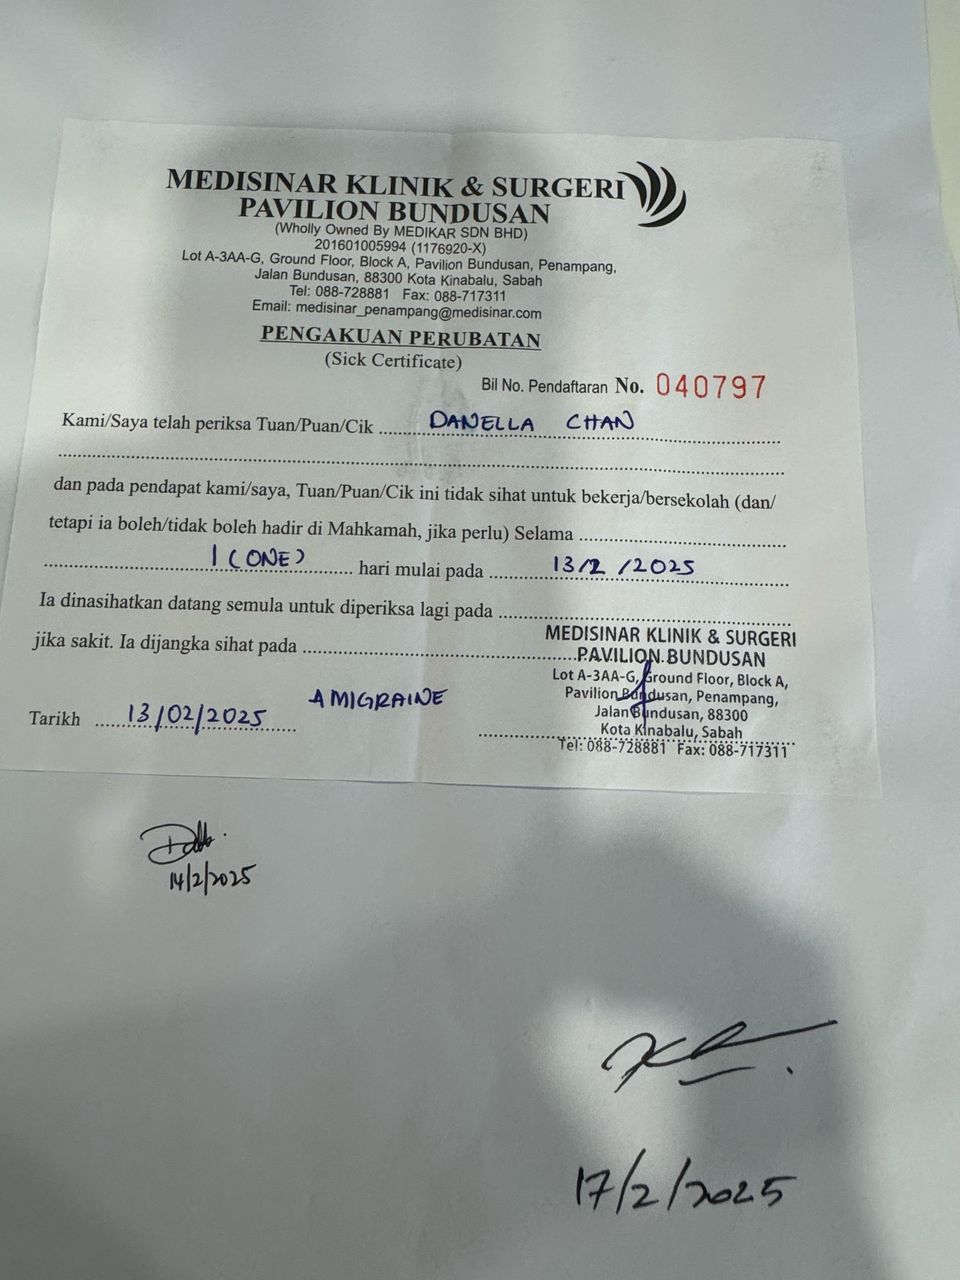 MEDISINAR KLINIK & SURGERI
PAVILION BUNDUSAN
(Wholly Owned By MEDIKAR SDN BHD)
201601005994 (1176920-X)
Lot A-3AA-G, Ground Floor, Block A, Pavilion Bundusan, Penampang,
Jalan Bundusan, 88300 Kota Kinabalu, Sabah
Tel: 088-728881 Fax: 088-717311
Email: medisinar_penampang@medisinar.com
PENGAKUAN PERUBATAN
(Sick Certificate)
Bil No. Pendaftaran No. 040797
Kami/Saya telah periksa Tuan/Puan/Cik DANELLA CHAN
dan pada pendapat kami/saya, Tuan/Puan/Cik ini tidak sihat untuk bekerja/bersekolah (dan/
tetapi ia boleh/tidak boleh hadir di Mahkamah, jika perlu) Selama
1 (ONE) hari mulai pada 13/2/2025
Ia dinasihatkan datang semula untuk diperiksa lagi pada
jika sakit. Ia dijangka sihat pada
MEDISINAR KLINIK & SURGERI
PAVILION BUNDUSAN
Lot A-3AA-G, Ground Floor, Block A,
Pavilion Bundusan, Penampang,
Jalan Bundusan, 88300
Kota Kinabalu, Sabah
Tel: 088-728881 Fax: 088-717311
MIGRAINE
Tarikh 13/02/2025
14/2/2025
17/2/2025